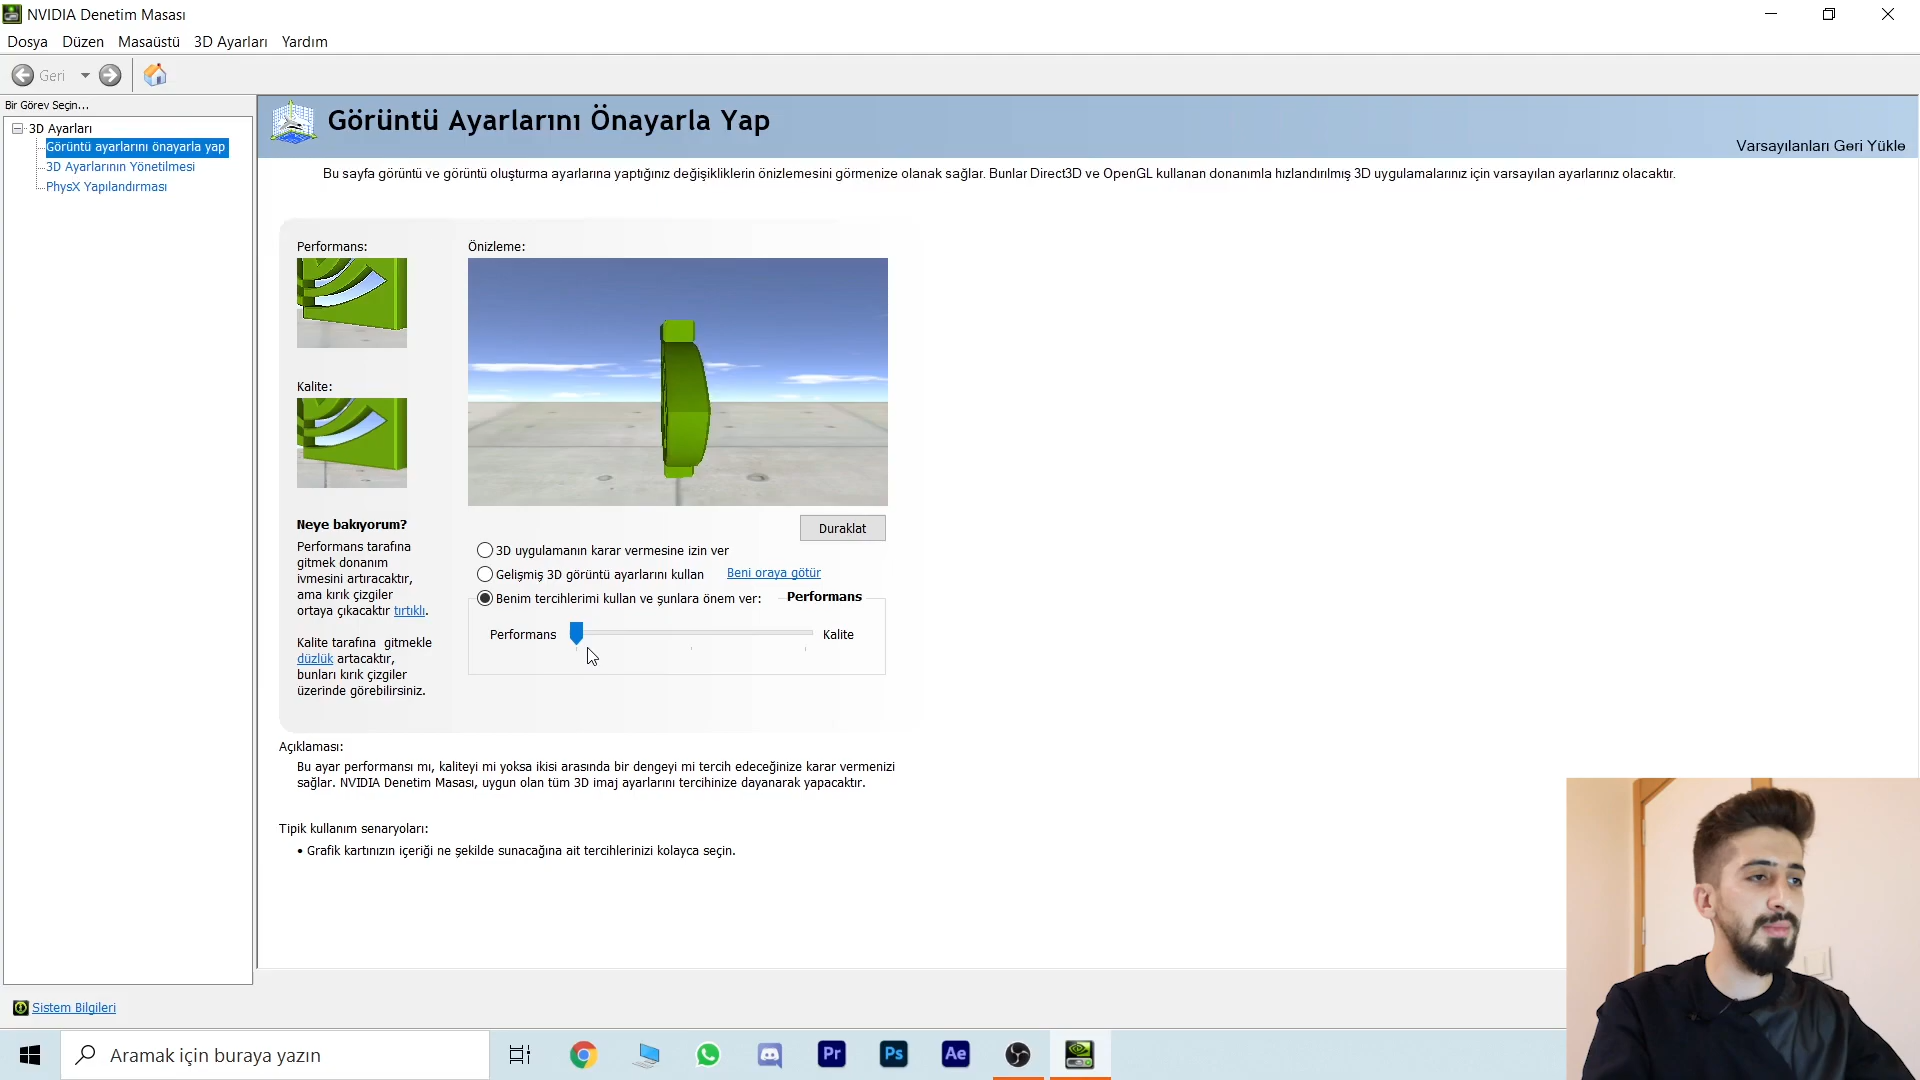 NVIDIA Denetim Masası
Dosya Düzen Masaüstü 3D Ayarları Yardım
Geri
Bir Görev Seçin...
3D Ayarları
Görüntü ayarlarını önayarla yap
3D Ayarlarının Yönetilmesi
PhysX Yapılandırması
Görüntü Ayarlarını Önayarla Yap
Varsayılanları Geri Yükle
Bu sayfa görüntü ve görüntü oluşturma ayarlarına yaptığınız değişikliklerin önizlemesini görmenize olanak sağlar. Bunlar Direct3D ve OpenGL kullanan donanımla hızlandırılmış 3D uygulamalarınız için varsayılan ayarlarınız olacaktır.
Performans:
Kalite:
Neye bakıyorum?
Performans tarafına
gitmek donanım
ivmesini artıracaktır,
ama kırık çizgiler
ortaya çıkacaktır tırtıklı.
Kalite tarafına gitmekle
düzlük artacaktır,
bunları kırık çizgiler
üzerinde görebilirsiniz.
Önizleme:
Duraklat
3D uygulamanın karar vermesine izin ver
Gelişmiş 3D görüntü ayarlarını kullan Beni oraya götür
Benim tercihlerimi kullan ve şunlara önem ver: Performans
Performans Kalite
Açıklaması:
Bu ayar performansı mı, kaliteyi mi yoksa ikisi arasında bir dengeyi mi tercih edeceğinize karar vermenizi
sağlar. NVIDIA Denetim Masası, uygun olan tüm 3D imaj ayarlarını tercihinize dayanarak yapacaktır.
Tipik kullanım senaryoları:
• Grafik kartınızın içeriği ne şekilde sunacağına ait tercihlerinizi kolayca seçin.
Sistem Bilgileri
Aramak için buraya yazın
Pr Ps Ae